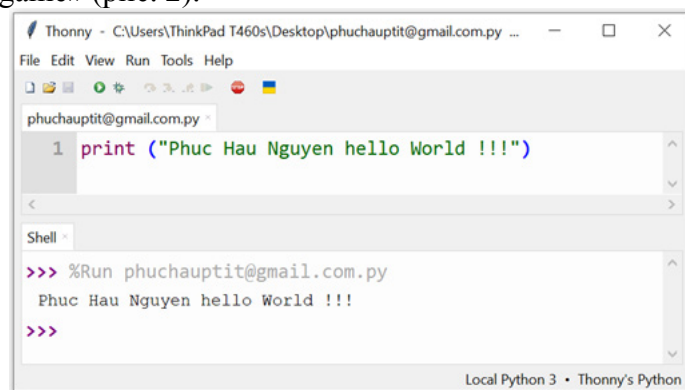 Thonny - C:\Users\ThinkPad T460s\Desktop\phuchauptit@gmail.com.py ...
File Edit View Run Tools Help
phuchauptit@gmail.com.py
1 print ("Phuc Hau Nguyen hello World !!!")
Shell
>>> %Run phuchauptit@gmail.com.py
Phuc Hau Nguyen hello World !!!
>>>
Local Python 3 • Thonny's Python